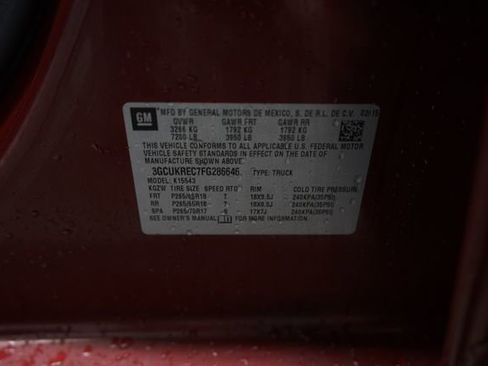 GM MFD BY GENERAL MOTORS DE MEXICO, S. DE R.L. DE C.V. 02/15
GVWR GAWR FRT GAWR RR
3266 KG 1792 KG 1792 KG
7200 LB 3950 LB 3950 LB
THIS VEHICLE CONFORMS TO ALL APPLICABLE U.S. FEDERAL MOTOR
VEHICLE SAFETY STANDARDS IN EFFECT ON THE DATE OF
MANUFACTURE SHOWN ABOVE.
3GCUKREC7FG286646 TYPE: TRUCK
MODEL: K15543
TIRE SIZE SPEED RTG RIM COLD TIRE PRESSURE
FRT P265/65R18 T 18X8.5J 240KPA(35PSI)
RR P265/65R18 T 18X8.5J 240KPA(35PSI)
SPA P265/70R17 S 17X7J 240KPA(35PSI)
SEE OWNER'S MANUAL FOR MORE INFORMATION.